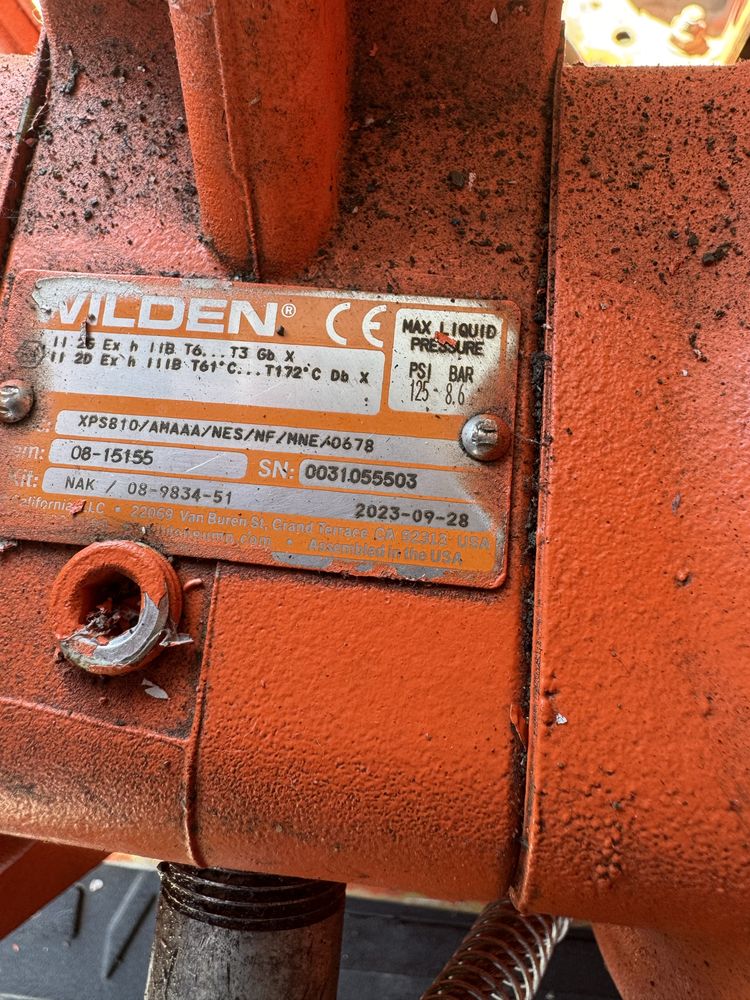 WILDEN® CE
II 2G Ex h IIB T6...T3 Gb X
II 2D Ex h IIIB T61°C...T172°C Db X
MAX LIQUID
PRESSURE
PSI BAR
125 - 8.6
XPS810/AMAAA/NES/NF/MNE/0678
08-15155 SN: 0031055503
Kit: NAK / 08-9834-51 2023-09-28
California, LLC • 22069 Van Buren St, Grand Terrace CA 92313 USA
• Assembled in the USA